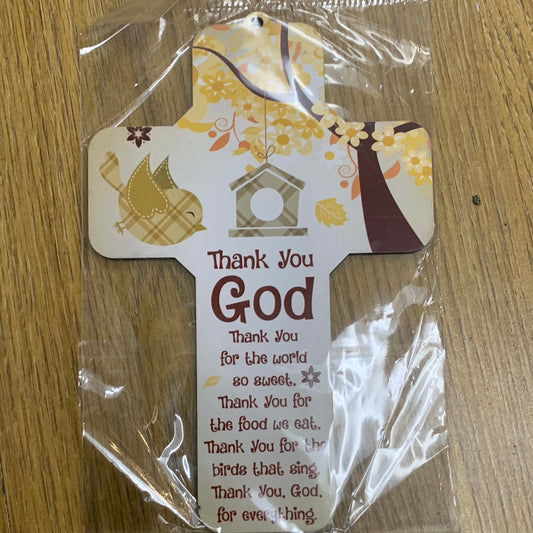 Thank You
God
Thank You
for the world
so sweet,
Thank You for
the food we eat,
Thank You for the
birds that sing,
Thank You, God,
for everything.